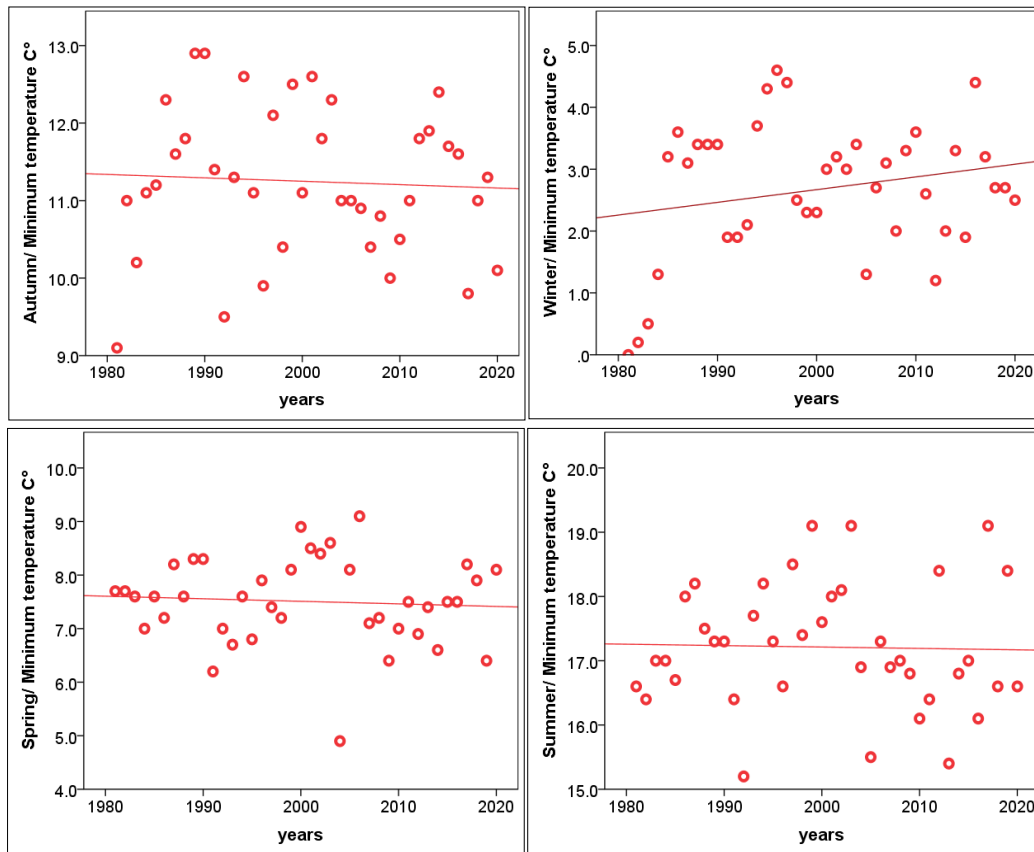 Autumn/ Minimum temperature C°
13.0
12.0
11.0
10.0
9.0
1980 1990 2000 2010 2020
years
Winter/ Minimum temperature C°
5.0
4.0
3.0
2.0
1.0
.0
1980 1990 2000 2010 2020
years
Spring/ Minimum temperature C°
10.0
9.0
8.0
7.0
6.0
5.0
4.0
1980 1990 2000 2010 2020
years
Summer/ Minimum temperature C°
20.0
19.0
18.0
17.0
16.0
15.0
1980 1990 2000 2010 2020
years